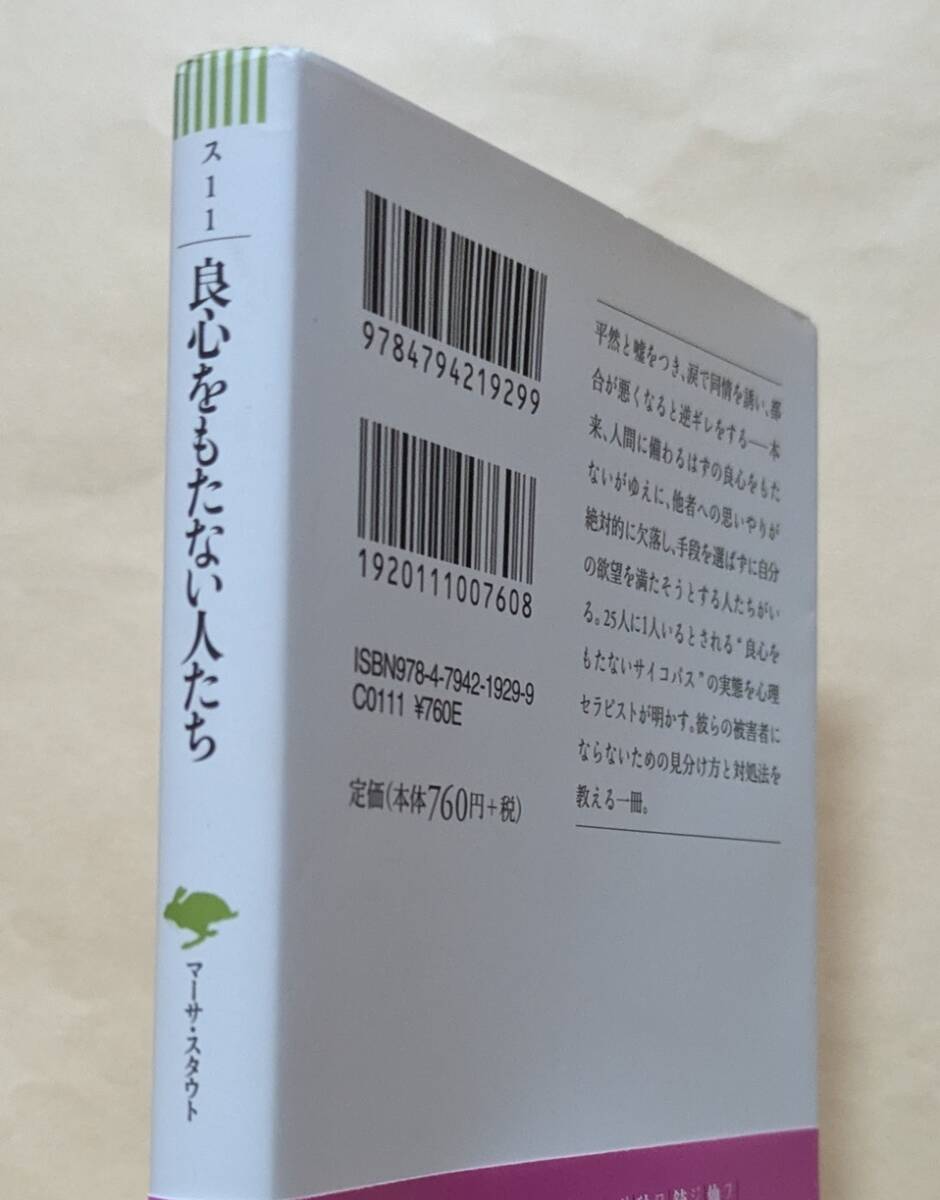 ス11
良心をもたない人たち
マーサ・スタウト
9784794219299
1920111007608
ISBN978-4-7942-1929-9
C0111 ¥760E
定価(本体760円+税)
平然と嘘をつき、涙で同情を誘い、都
合が悪くなると逆ギレをする──本
来、人間に備わるはずの良心をもた
ないがゆえに、他者への思いやりが
絶対的に欠落し、手段を選ばずに自分
の欲望を満たそうとする人たちがい
る。25人に1人いるとされる“良心を
もたないサイコパス”の実態を心理
セラピストが明かす。彼らの被害者に
ならないための見分け方と対処法を
教える一冊。